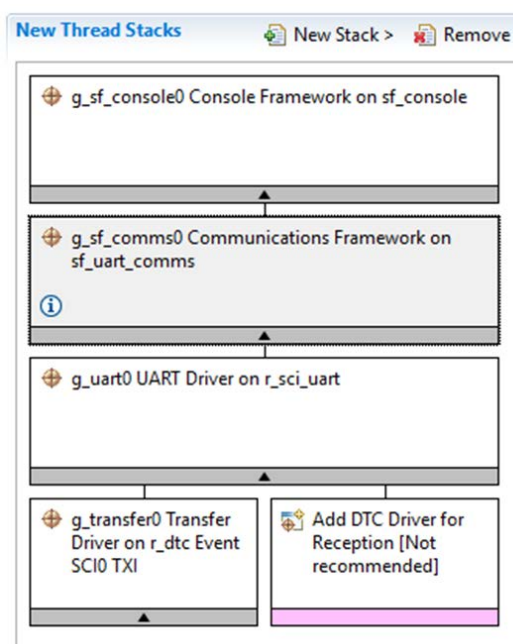 New Thread Stacks
New Stack >
Remove
g_sf_console0 Console Framework on sf_console
g_sf_comms0 Communications Framework on
sf_uart_comms
g_uart0 UART Driver on r_sci_uart
g_transfer0 Transfer
Driver on r_dtc Event
SCI0 TXI
Add DTC Driver for
Reception [Not
recommended]